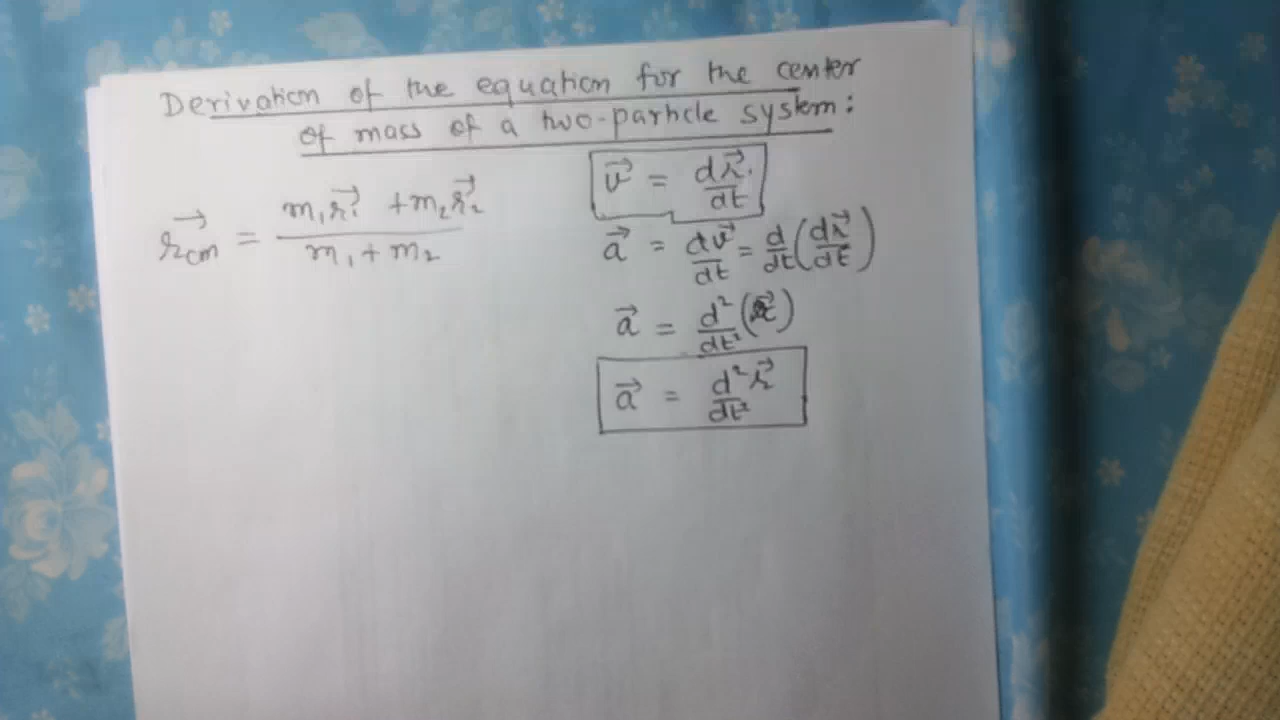 Derivation of the equation for the center
of mass of a two-particle system:
r⃗cm = (m₁r⃗₁ + m₂r⃗₂)/(m₁ + m₂)
v⃗ = dr⃗/dt
a⃗ = dv⃗/dt = d/dt(dr⃗/dt)
a⃗ = d²/dt²(r⃗)
a⃗ = d²r⃗/dt²